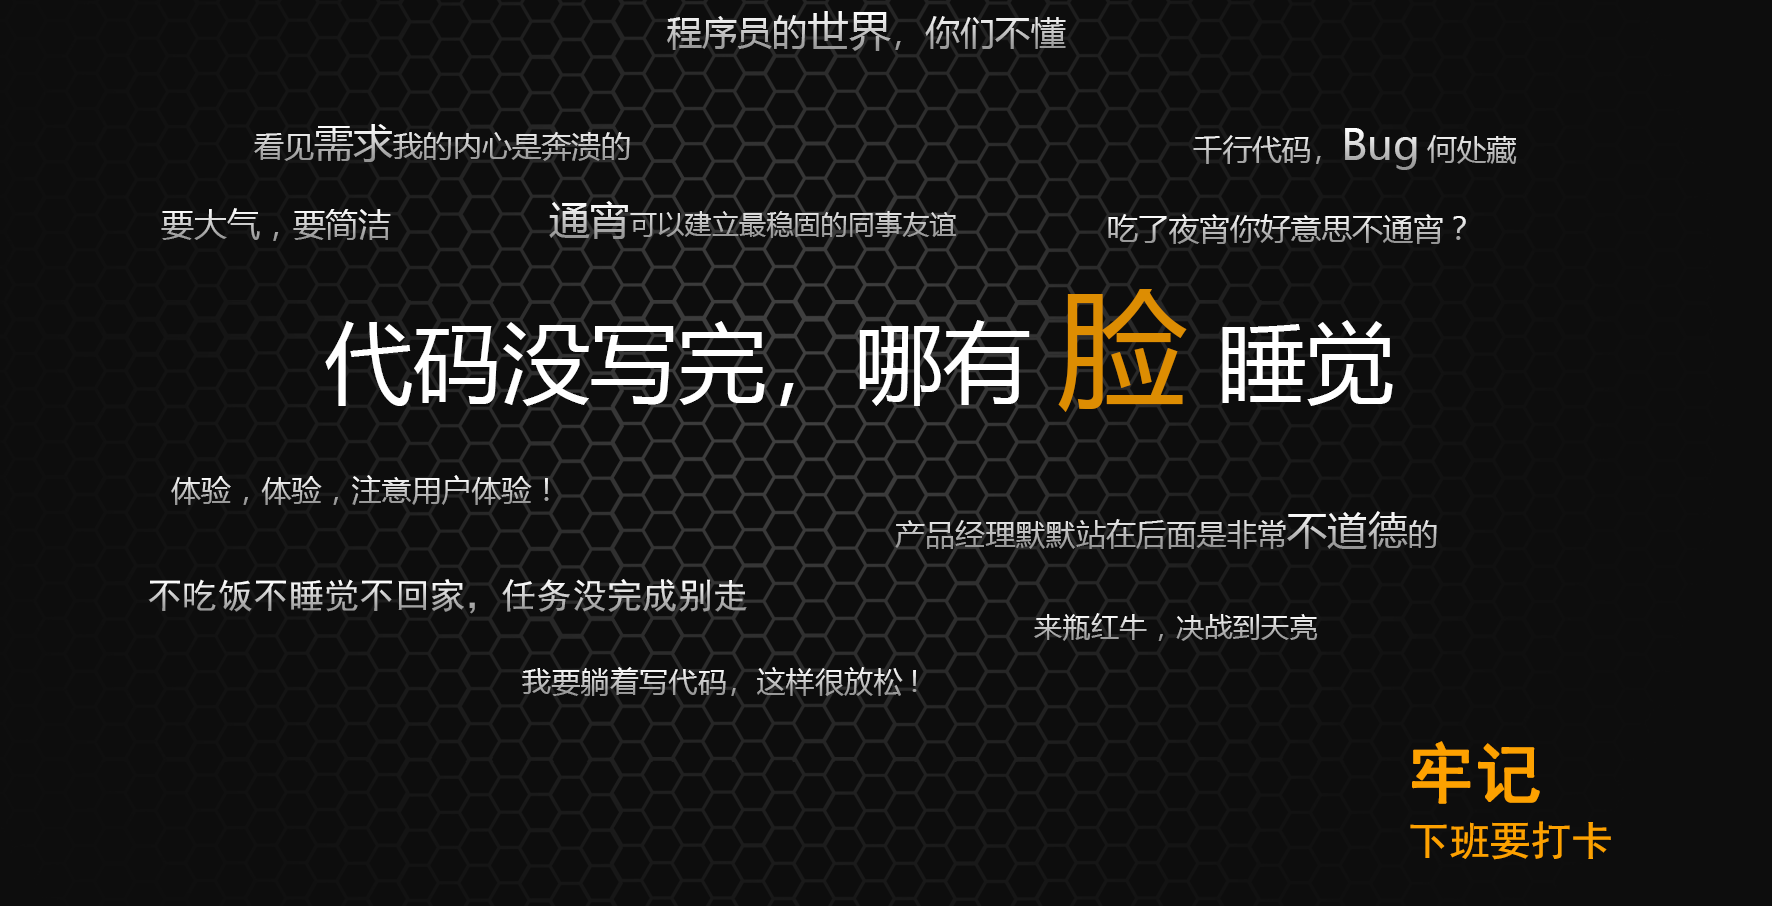 程序员的世界，你们不懂
看见需求我的内心是奔溃的
千行代码，Bug 何处藏
要大气，要简洁
通宵可以建立最稳固的同事友谊
吃了夜宵你好意思不通宵？
代码没写完，哪有 脸 睡觉
体验，体验，注意用户体验！
产品经理默默站在后面是非常不道德的
不吃饭不睡觉不回家，任务没完成别走
来瓶红牛，决战到天亮
我要躺着写代码，这样很放松！
牢记
下班要打卡